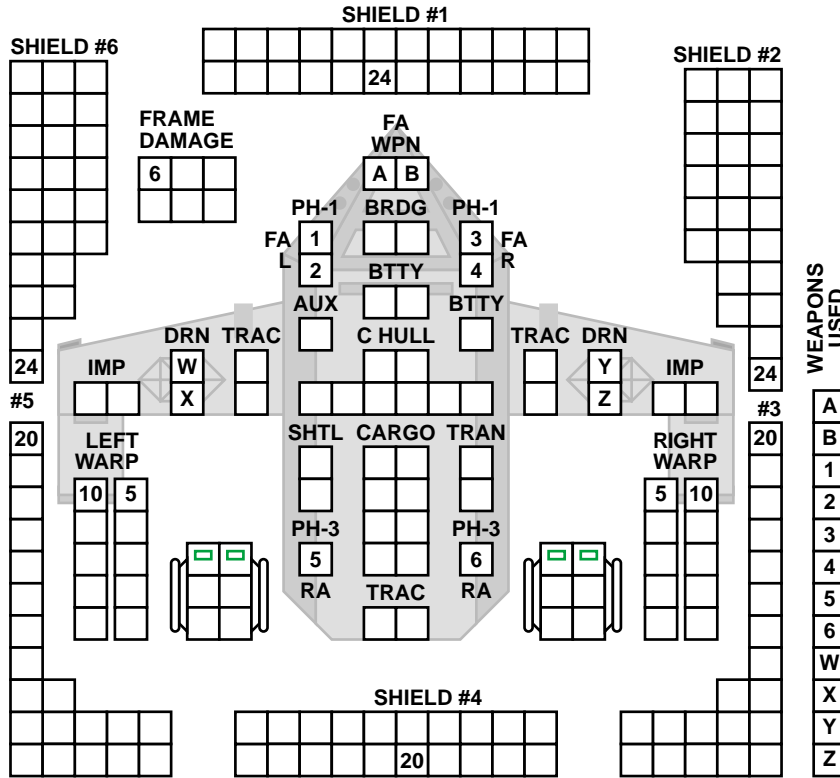 SHIELD #1
SHIELD #6
SHIELD #2
24
FRAME
DAMAGE
6
FA
WPN
A B
PH-1 BRDG PH-1
FA 1 3 FA
L 2 4 R
BTTY
AUX BTTY
DRN TRAC C HULL TRAC DRN
IMP W Y IMP
X Z
24 24
#5 #3
20 20
LEFT
WARP
SHTL CARGO TRAN
RIGHT
WARP
10 5 5 10
PH-3 PH-3
5 6
RA TRAC RA
SHIELD #4
20
WEAPONS
USED
A
B
1
2
3
4
5
6
W
X
Y
Z